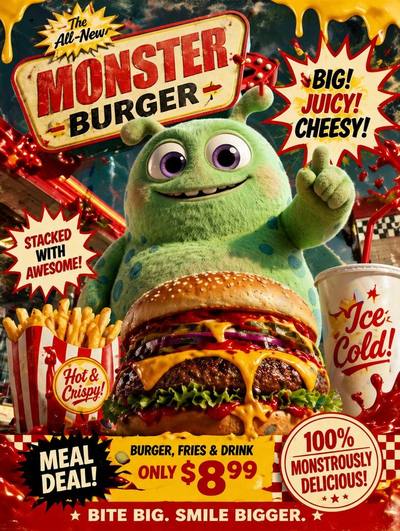 The
All-New
MONSTER
BURGER
BIG!
JUICY!
CHEESY!
STACKED
WITH
AWESOME!
Hot &
Crispy!
Ice
Cold!
MEAL
DEAL!
BURGER, FRIES & DRINK
ONLY $8.99
100%
MONSTROUSLY
DELICIOUS!
BITE BIG. SMILE BIGGER.